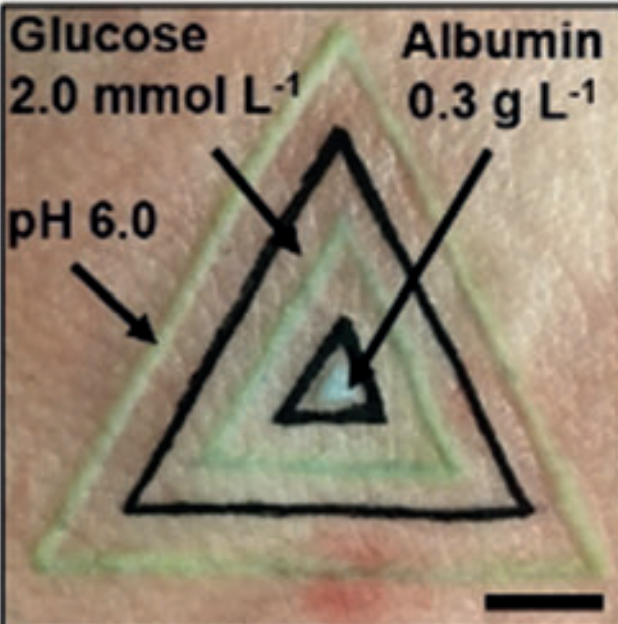 Glucose
2.0 mmol L⁻¹
Albumin
0.3 g L⁻¹
pH 6.0